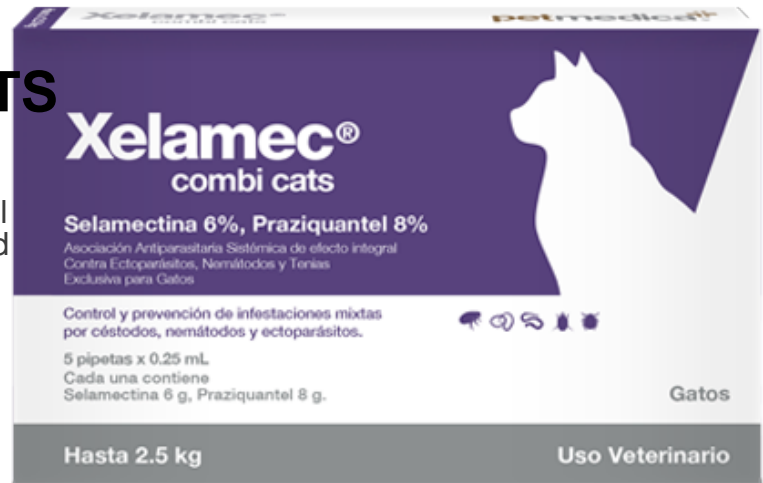 petmedica
TS
l
d
Xelamec®
combi cats
Selamectina 6%, Praziquantel 8%
Asociación Antiparasitaria Sistémica de efecto integral
Contra Ectoparásitos, Nemátodos y Tenias
Exclusiva para Gatos
Control y prevención de infestaciones mixtas
por céstodos, nemátodos y ectoparásitos.
5 pipetas x 0.25 mL
Cada una contiene
Selamectina 6 g, Praziquantel 8 g.
Gatos
Hasta 2.5 kg
Uso Veterinario